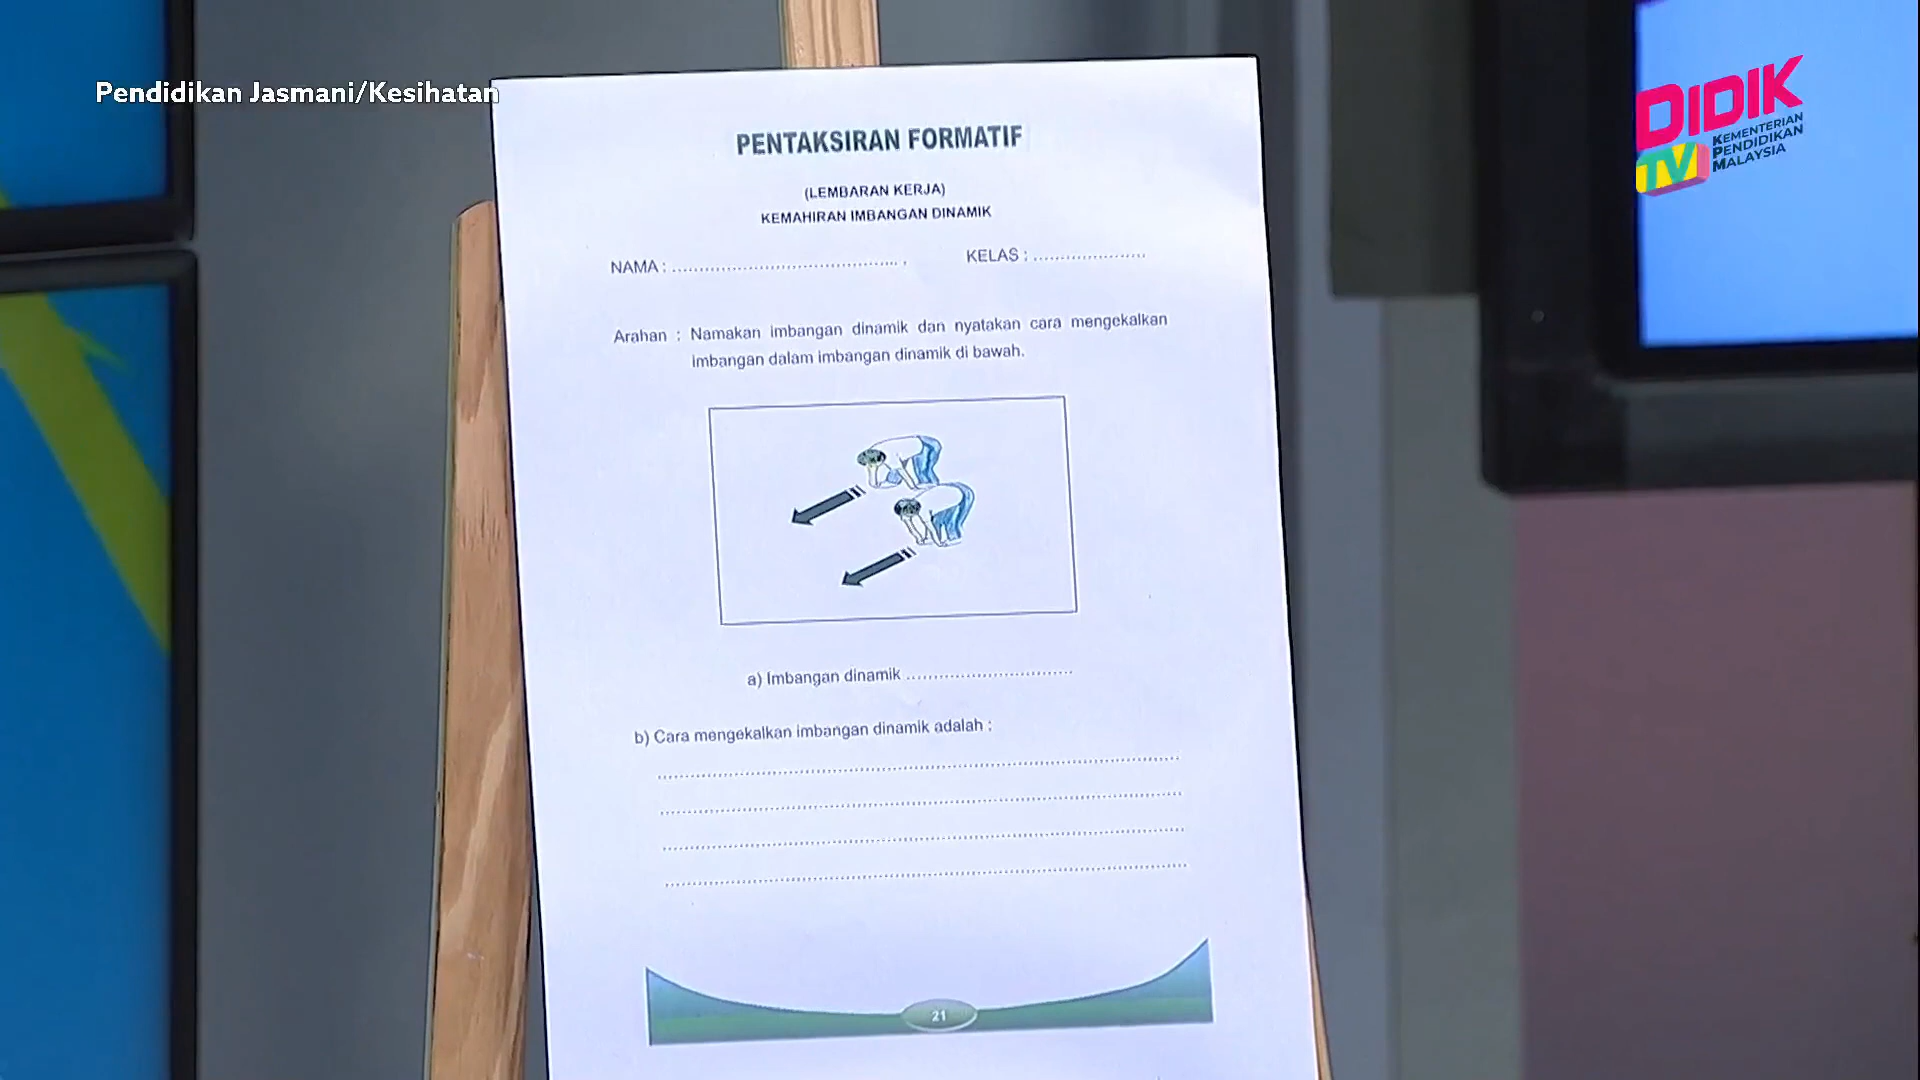 Pendidikan Jasmani/Kesihatan
DIDIK
TV
KEMENTERIAN
PENDIDIKAN
MALAYSIA
PENTAKSIRAN FORMATIF
(LEMBARAN KERJA)
KEMAHIRAN IMBANGAN DINAMIK
NAMA : ............................................ . KELAS : .....................
Arahan : Namakan imbangan dinamik dan nyatakan cara mengekalkan
imbangan dalam imbangan dinamik di bawah.
a) Imbangan dinamik ...............................
b) Cara mengekalkan imbangan dinamik adalah :
21